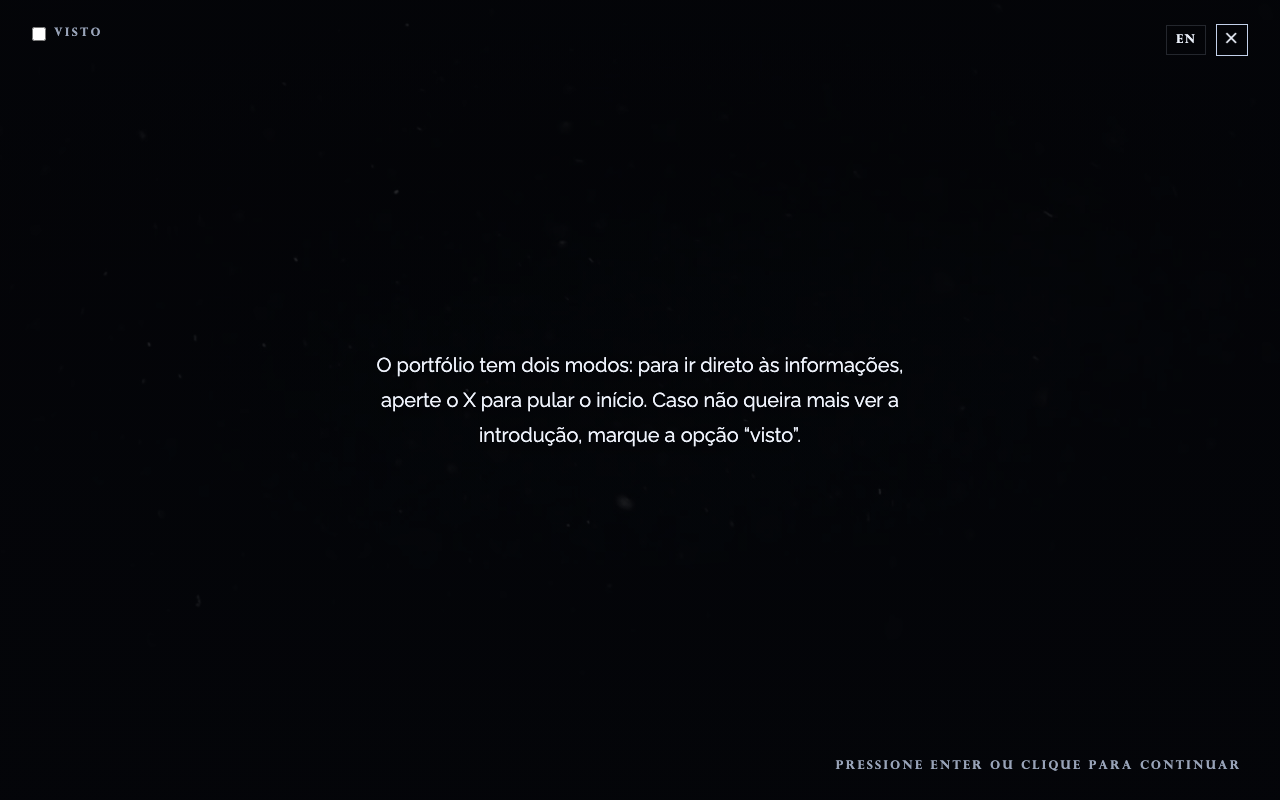 VISTO
EN
✕
O portfólio tem dois modos: para ir direto às informações,
aperte o X para pular o início. Caso não queira mais ver a
introdução, marque a opção “visto”.
PRESSIONE ENTER OU CLIQUE PARA CONTINUAR